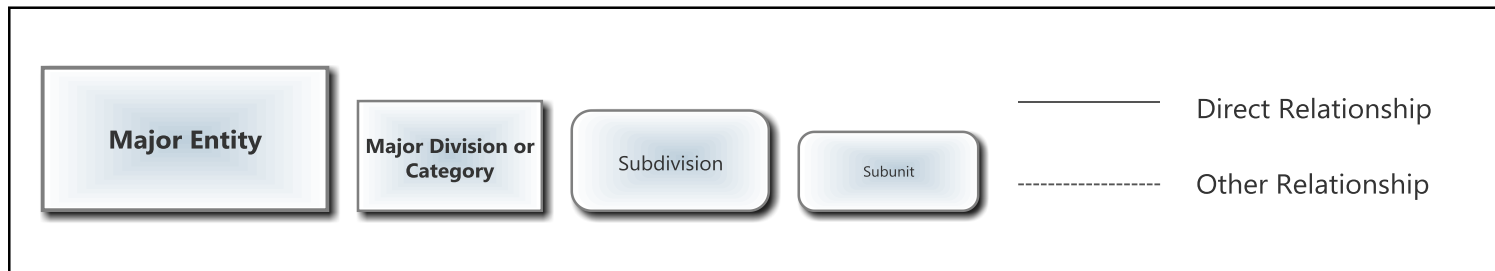 Major Entity
Major Division or
Category
Subdivision
Subunit
Direct Relationship
Other Relationship